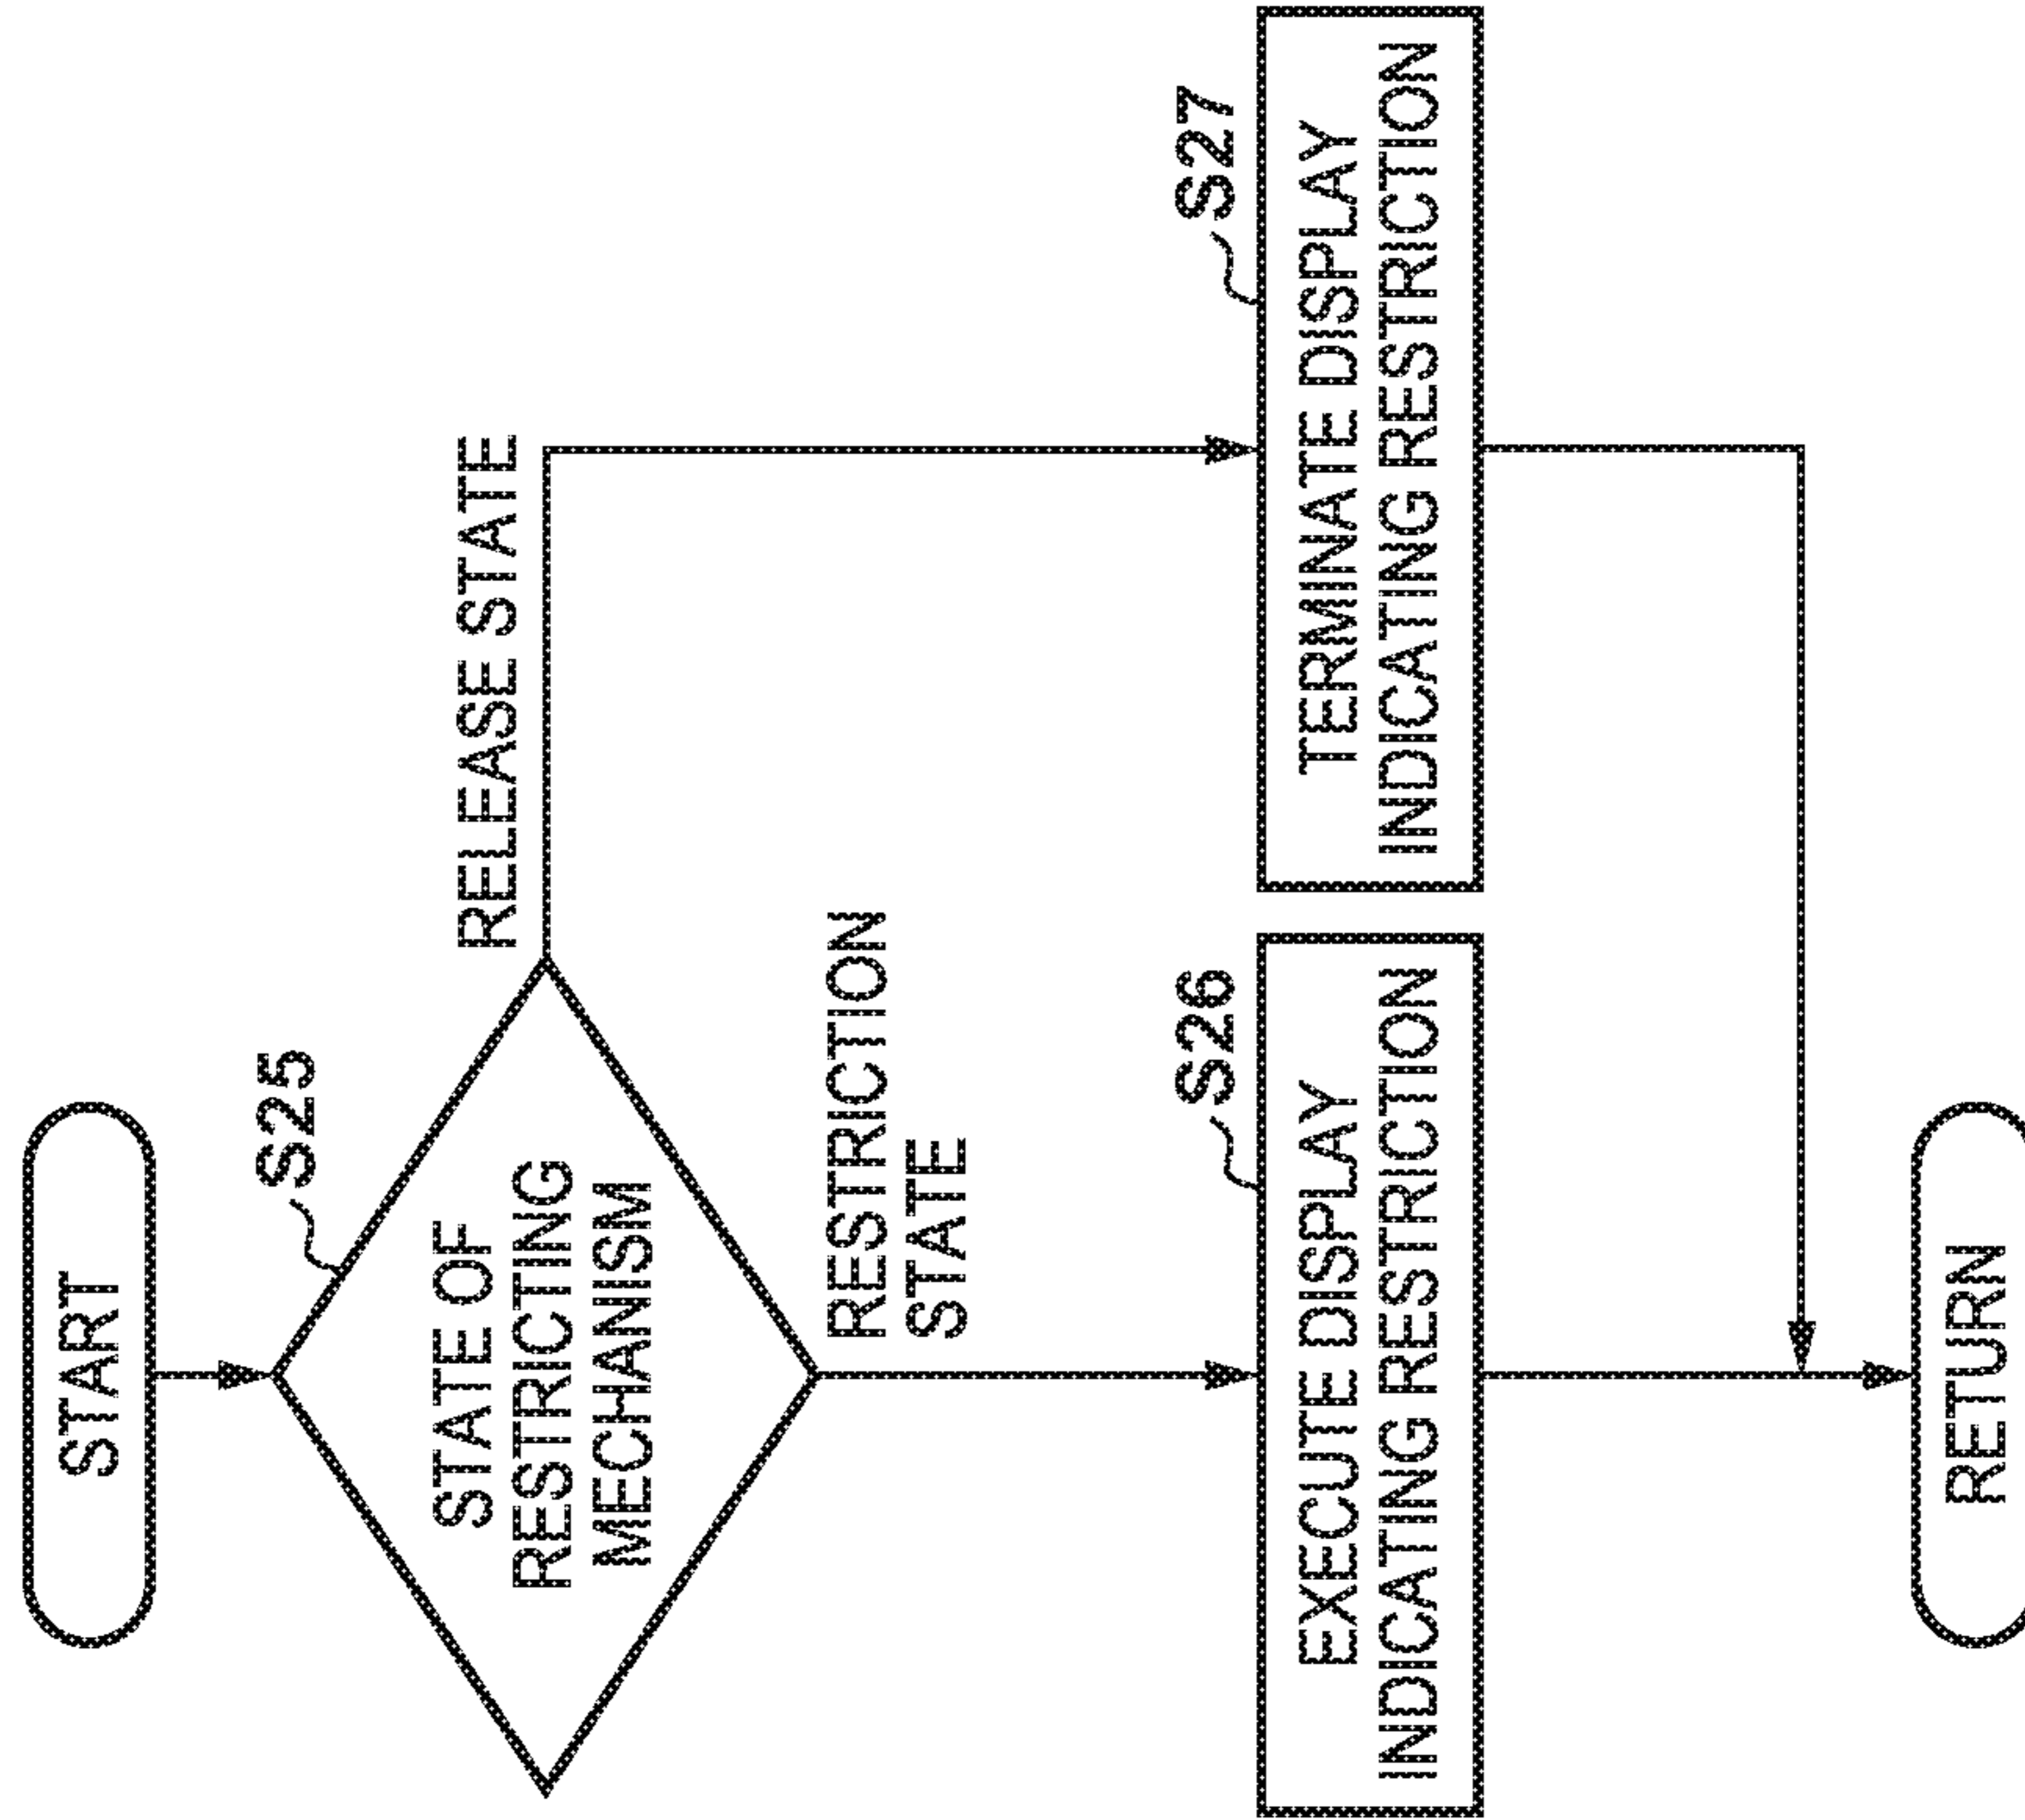 START
S25
STATE OF
RESTRICTING
MECHANISM
RELEASE STATE
RESTRICTION
STATE
S26
EXECUTE DISPLAY
INDICATING RESTRICTION
S27
TERMINATE DISPLAY
INDICATING RESTRICTION
RETURN